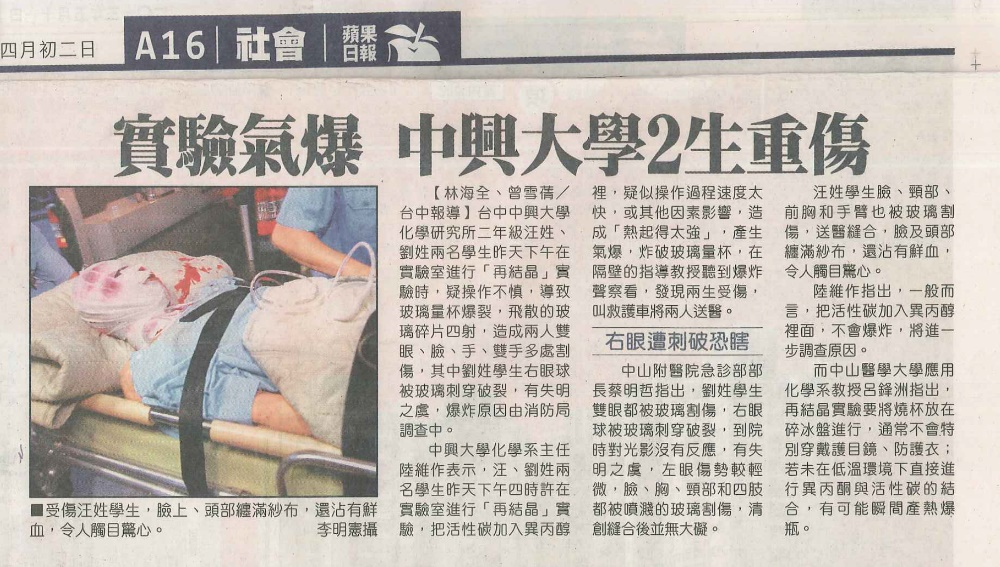 四月初二日
A16 社會 蘋果日報
實驗氣爆 中興大學2生重傷
■受傷汪姓學生，臉上、頭部纏滿紗布，還沾有鮮
血，令人觸目驚心。 李明憲攝
【林海全、曾雪蒨／
台中報導】台中中興大學
化學研究所二年級汪姓、
劉姓兩名學生昨天下午在
實驗室進行「再結晶」實
驗時，疑操作不慎，導致
玻璃量杯爆裂，飛散的玻
璃碎片四射，造成兩人雙
眼、臉、手、雙手多處割
傷，其中劉姓學生右眼球
被玻璃刺穿破裂，有失明
之虞，爆炸原因由消防局
調查中。
中興大學化學系主任
陸維作表示，汪、劉姓兩
名學生昨天下午四時許在
實驗室進行「再結晶」實
驗，把活性碳加入異丙醇
裡，疑似操作過程速度太
快，或其他因素影響，造
成「熱起得太強」，產生
氣爆，炸破玻璃量杯，在
隔壁的指導教授聽到爆炸
聲察看，發現兩生受傷，
叫救護車將兩人送醫。
右眼遭刺破恐瞎
中山附醫院急診部部
長蔡明哲指出，劉姓學生
雙眼都被玻璃割傷，右眼
球被玻璃刺穿破裂，到院
時對光影沒有反應，有失
明之虞，左眼傷勢較輕
微，臉、胸、頸部和四肢
都被噴濺的玻璃割傷，清
創縫合後並無大礙。
汪姓學生臉、頸部、
前胸和手臂也被玻璃割
傷，送醫縫合，臉及頭部
纏滿紗布，還沾有鮮血，
令人觸目驚心。
陸維作指出，一般而
言，把活性碳加入異丙醇
裡面，不會爆炸，將進一
步調查原因。
而中山醫學大學應用
化學系教授呂鋒洲指出，
再結晶實驗要將燒杯放在
碎冰盤進行，通常不會特
別穿戴護目鏡、防護衣；
若未在低溫環境下直接進
行異丙酮與活性碳的結
合，有可能瞬間產熱爆
瓶。